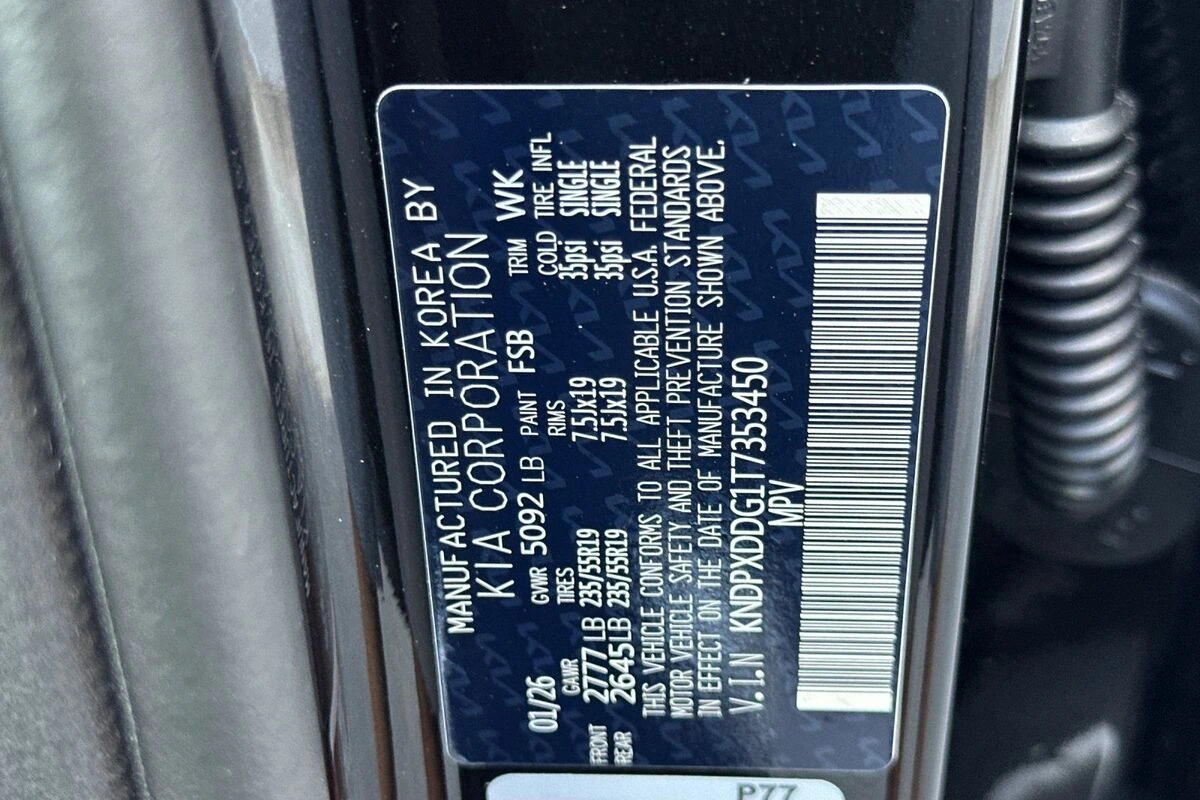 MANUFACTURED IN KOREA BY
KIA CORPORATION
01/26 GVWR 5092 LB PAINT FSB TRIM WK
GAWR TIRES RIMS COLD TIRE INFL
FRONT 2777 LB 235/55R19 7.5Jx19 35psi SINGLE
REAR 2645LB 235/55R19 7.5Jx19 35psi SINGLE
THIS VEHICLE CONFORMS TO ALL APPLICABLE U.S.A. FEDERAL
MOTOR VEHICLE SAFETY AND THEFT PREVENTION STANDARDS
IN EFFECT ON THE DATE OF MANUFACTURE SHOWN ABOVE.
V.I.N KNDPXDDG1T7353450
MPV
P77